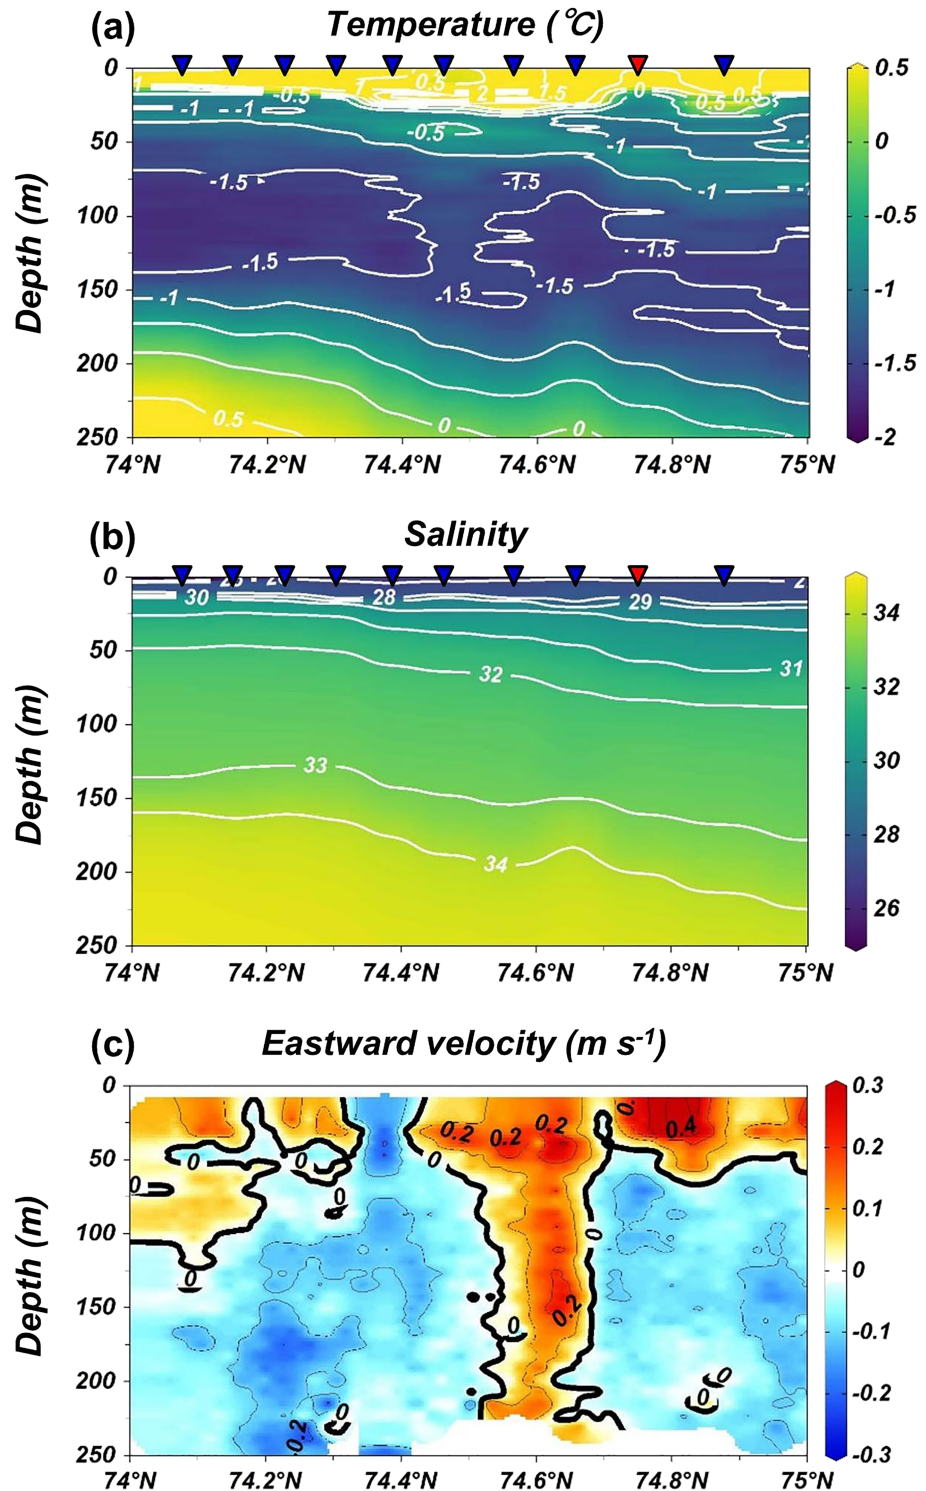 (a) Temperature (℃)
0
50
100
150
200
250
Depth (m)
1 -0.5 1 0.5 2 1.5 0 0.5 0.5
-1 - -1 -0.5 -1
-1.5 -1.5 -1
-1.5 -1.5 -1.5 -1.5
-1
0.5 0 0
0.5
0
-0.5
-1
-1.5
-2
74°N 74.2°N 74.4°N 74.6°N 74.8°N 75°N
(b) Salinity
0
50
100
150
200
250
Depth (m)
30 28 29
32 31
33
34
34
32
30
28
26
74°N 74.2°N 74.4°N 74.6°N 74.8°N 75°N
(c) Eastward velocity (m s-1)
0
50
100
150
200
250
Depth (m)
0.2 0.2 0.2 0. 0.4
0 0 0
0 0
0
0
0.2
0 0
0 0 0
-0.2
0.3
0.2
0.1
0
-0.1
-0.2
-0.3
74°N 74.2°N 74.4°N 74.6°N 74.8°N 75°N